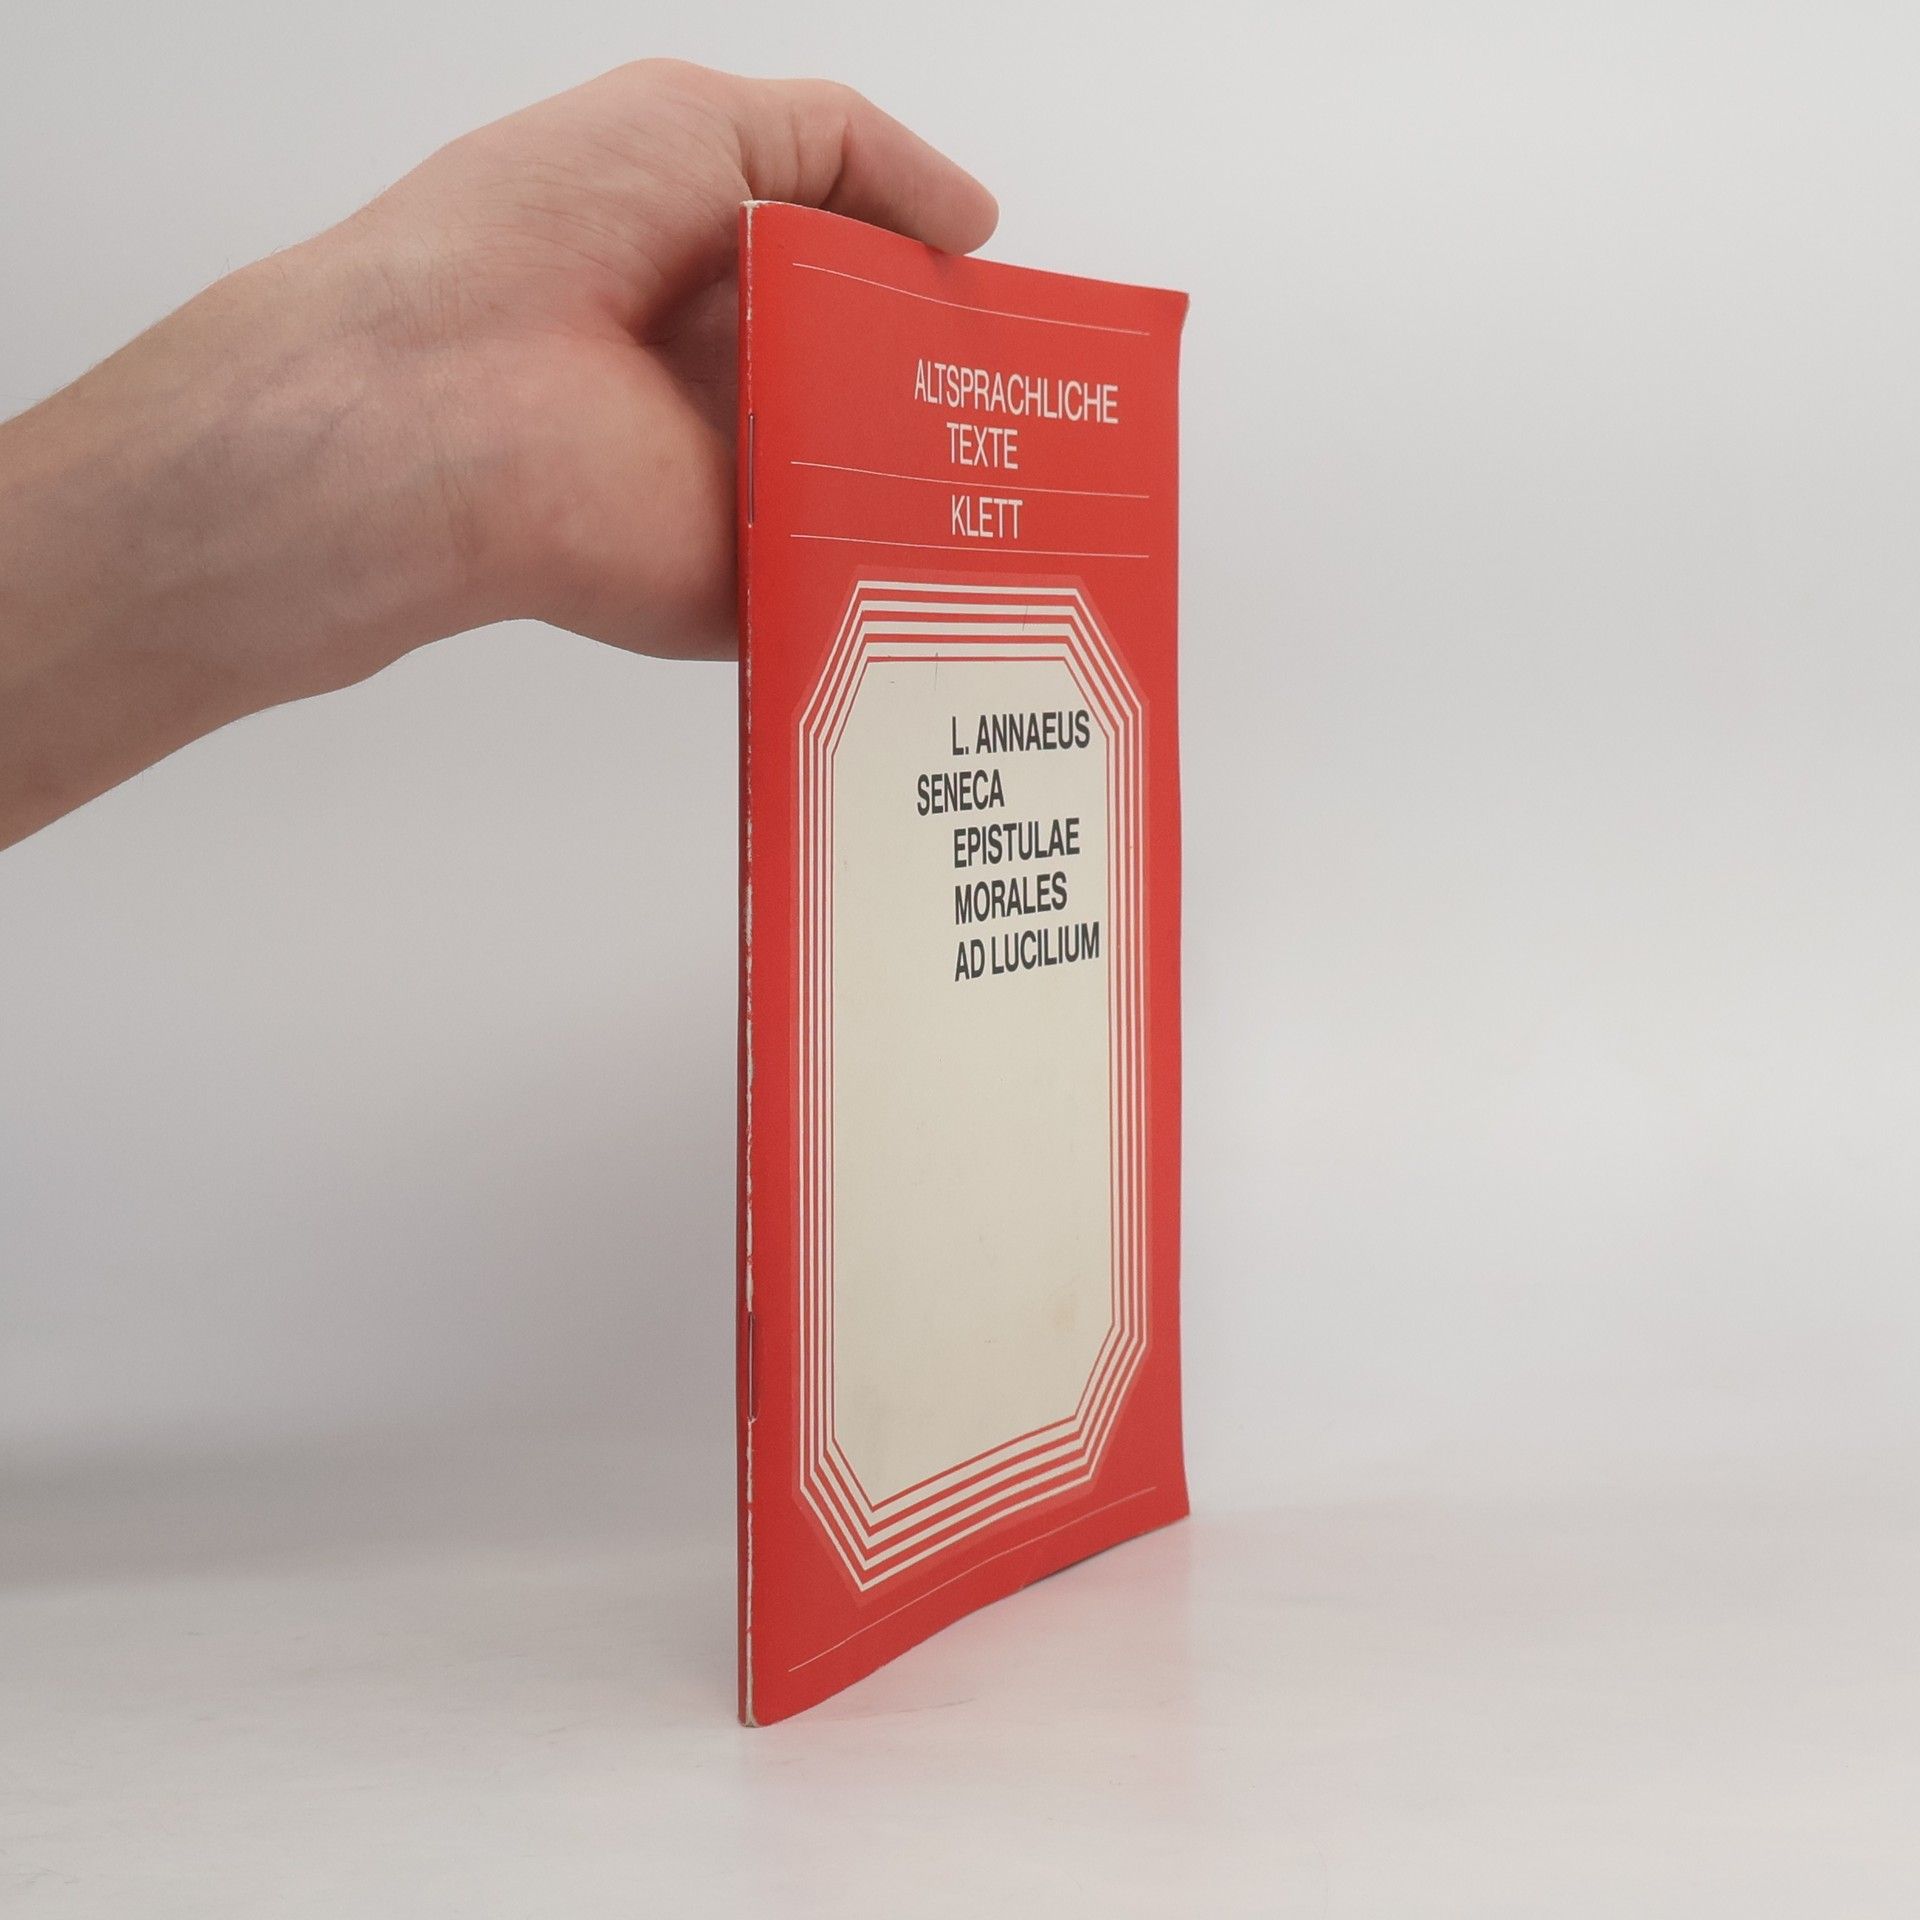 ALTSPRACHLICHE
TEXTE
KLETT
L. ANNAEUS
SENECA
EPISTULAE
MORALES
AD LUCILIUM